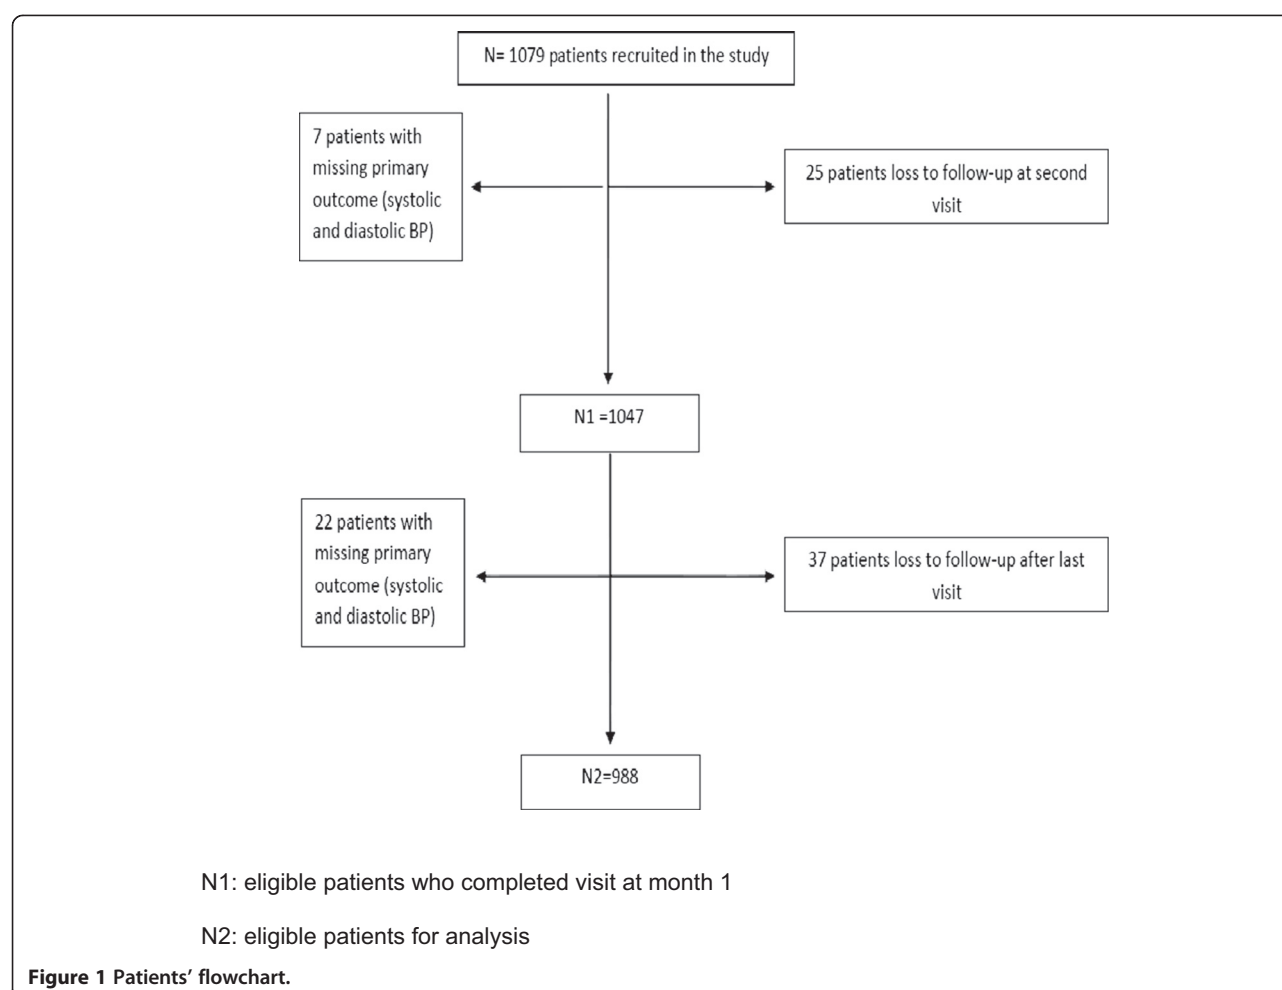 N= 1079 patients recruited in the study
7 patients with
missing primary
outcome (systolic
and diastolic BP)
25 patients loss to follow-up at second
visit
N1 =1047
22 patients with
missing primary
outcome (systolic
and diastolic BP)
37 patients loss to follow-up after last
visit
N2=988
N1: eligible patients who completed visit at month 1
N2: eligible patients for analysis
Figure 1 Patients’ flowchart.